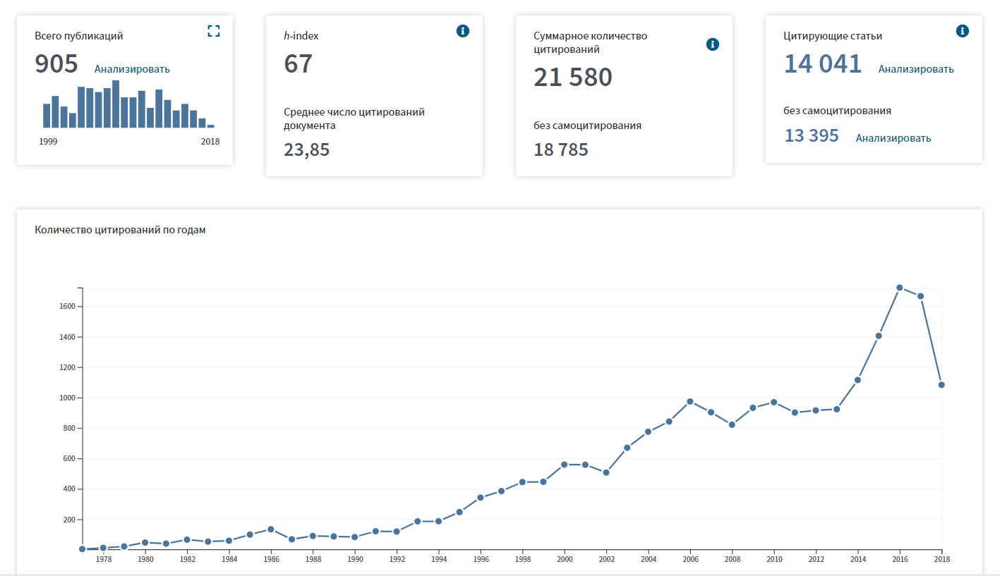 Всего публикаций
905 Анализировать
1999 2018
h-index
67
Среднее число цитирований
документа
23,85
Суммарное количество
цитирований
21 580
без самоцитирования
18 785
Цитирующие статьи
14 041 Анализировать
без самоцитирования
13 395 Анализировать
Количество цитирований по годам
1600
1400
1200
1000
800
600
400
200
1978 1980 1982 1984 1986 1988 1990 1992 1994 1996 1998 2000 2002 2004 2006 2008 2010 2012 2014 2016 2018